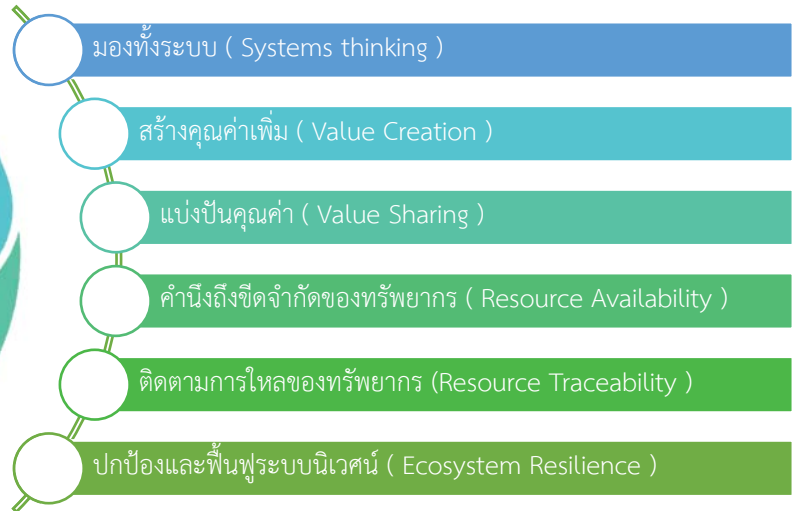 มองทั้งระบบ ( Systems thinking )
สร้างคุณค่าเพิ่ม ( Value Creation )
แบ่งปันคุณค่า ( Value Sharing )
คำนึงถึงขีดจำกัดของทรัพยากร ( Resource Availability )
ติดตามการใหลของทรัพยากร (Resource Traceability )
ปกป้องและฟื้นฟูระบบนิเวศน์ ( Ecosystem Resilience )